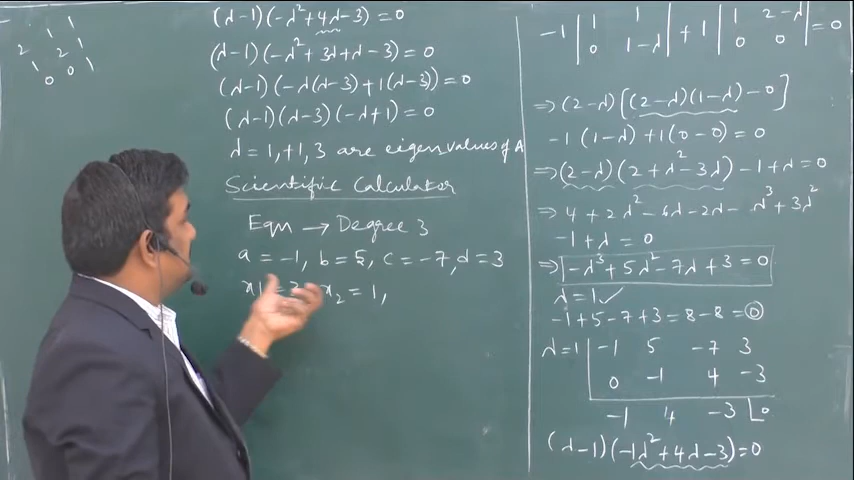 1 1
2 2 1
1 0 1
0
(λ-1)(-λ²+4λ-3)=0
(λ-1)(-λ²+3λ+λ-3)=0
(λ-1)(-λ(λ-3)+1(λ-3))=0
(λ-1)(λ-3)(-λ+1)=0
λ=1,+1,3 are eigenvalues of A
Scientific Calculator
Eqn → Degree 3
a=-1, b=5, c=-7, d=3
x₁=3, x₂=1,
-1 |1 1| +1 |1 2-λ| =0
|0 1-λ| |0 0|
⇒(2-λ)[(2-λ)(1-λ)-0]
-1(1-λ)+1(0-0)=0
⇒(2-λ)(2+λ²-3λ)-1+λ=0
⇒4+2λ²-6λ-2λ-λ³+3λ²
-1+λ=0
⇒ -λ³+5λ²-7λ+3=0
λ=1✓
-1+5-7+3=8-8=0
λ=1 | -1 5 -7 3
0 -1 4 -3
-1 4 -3 |0
(λ-1)(-1λ²+4λ-3)=0